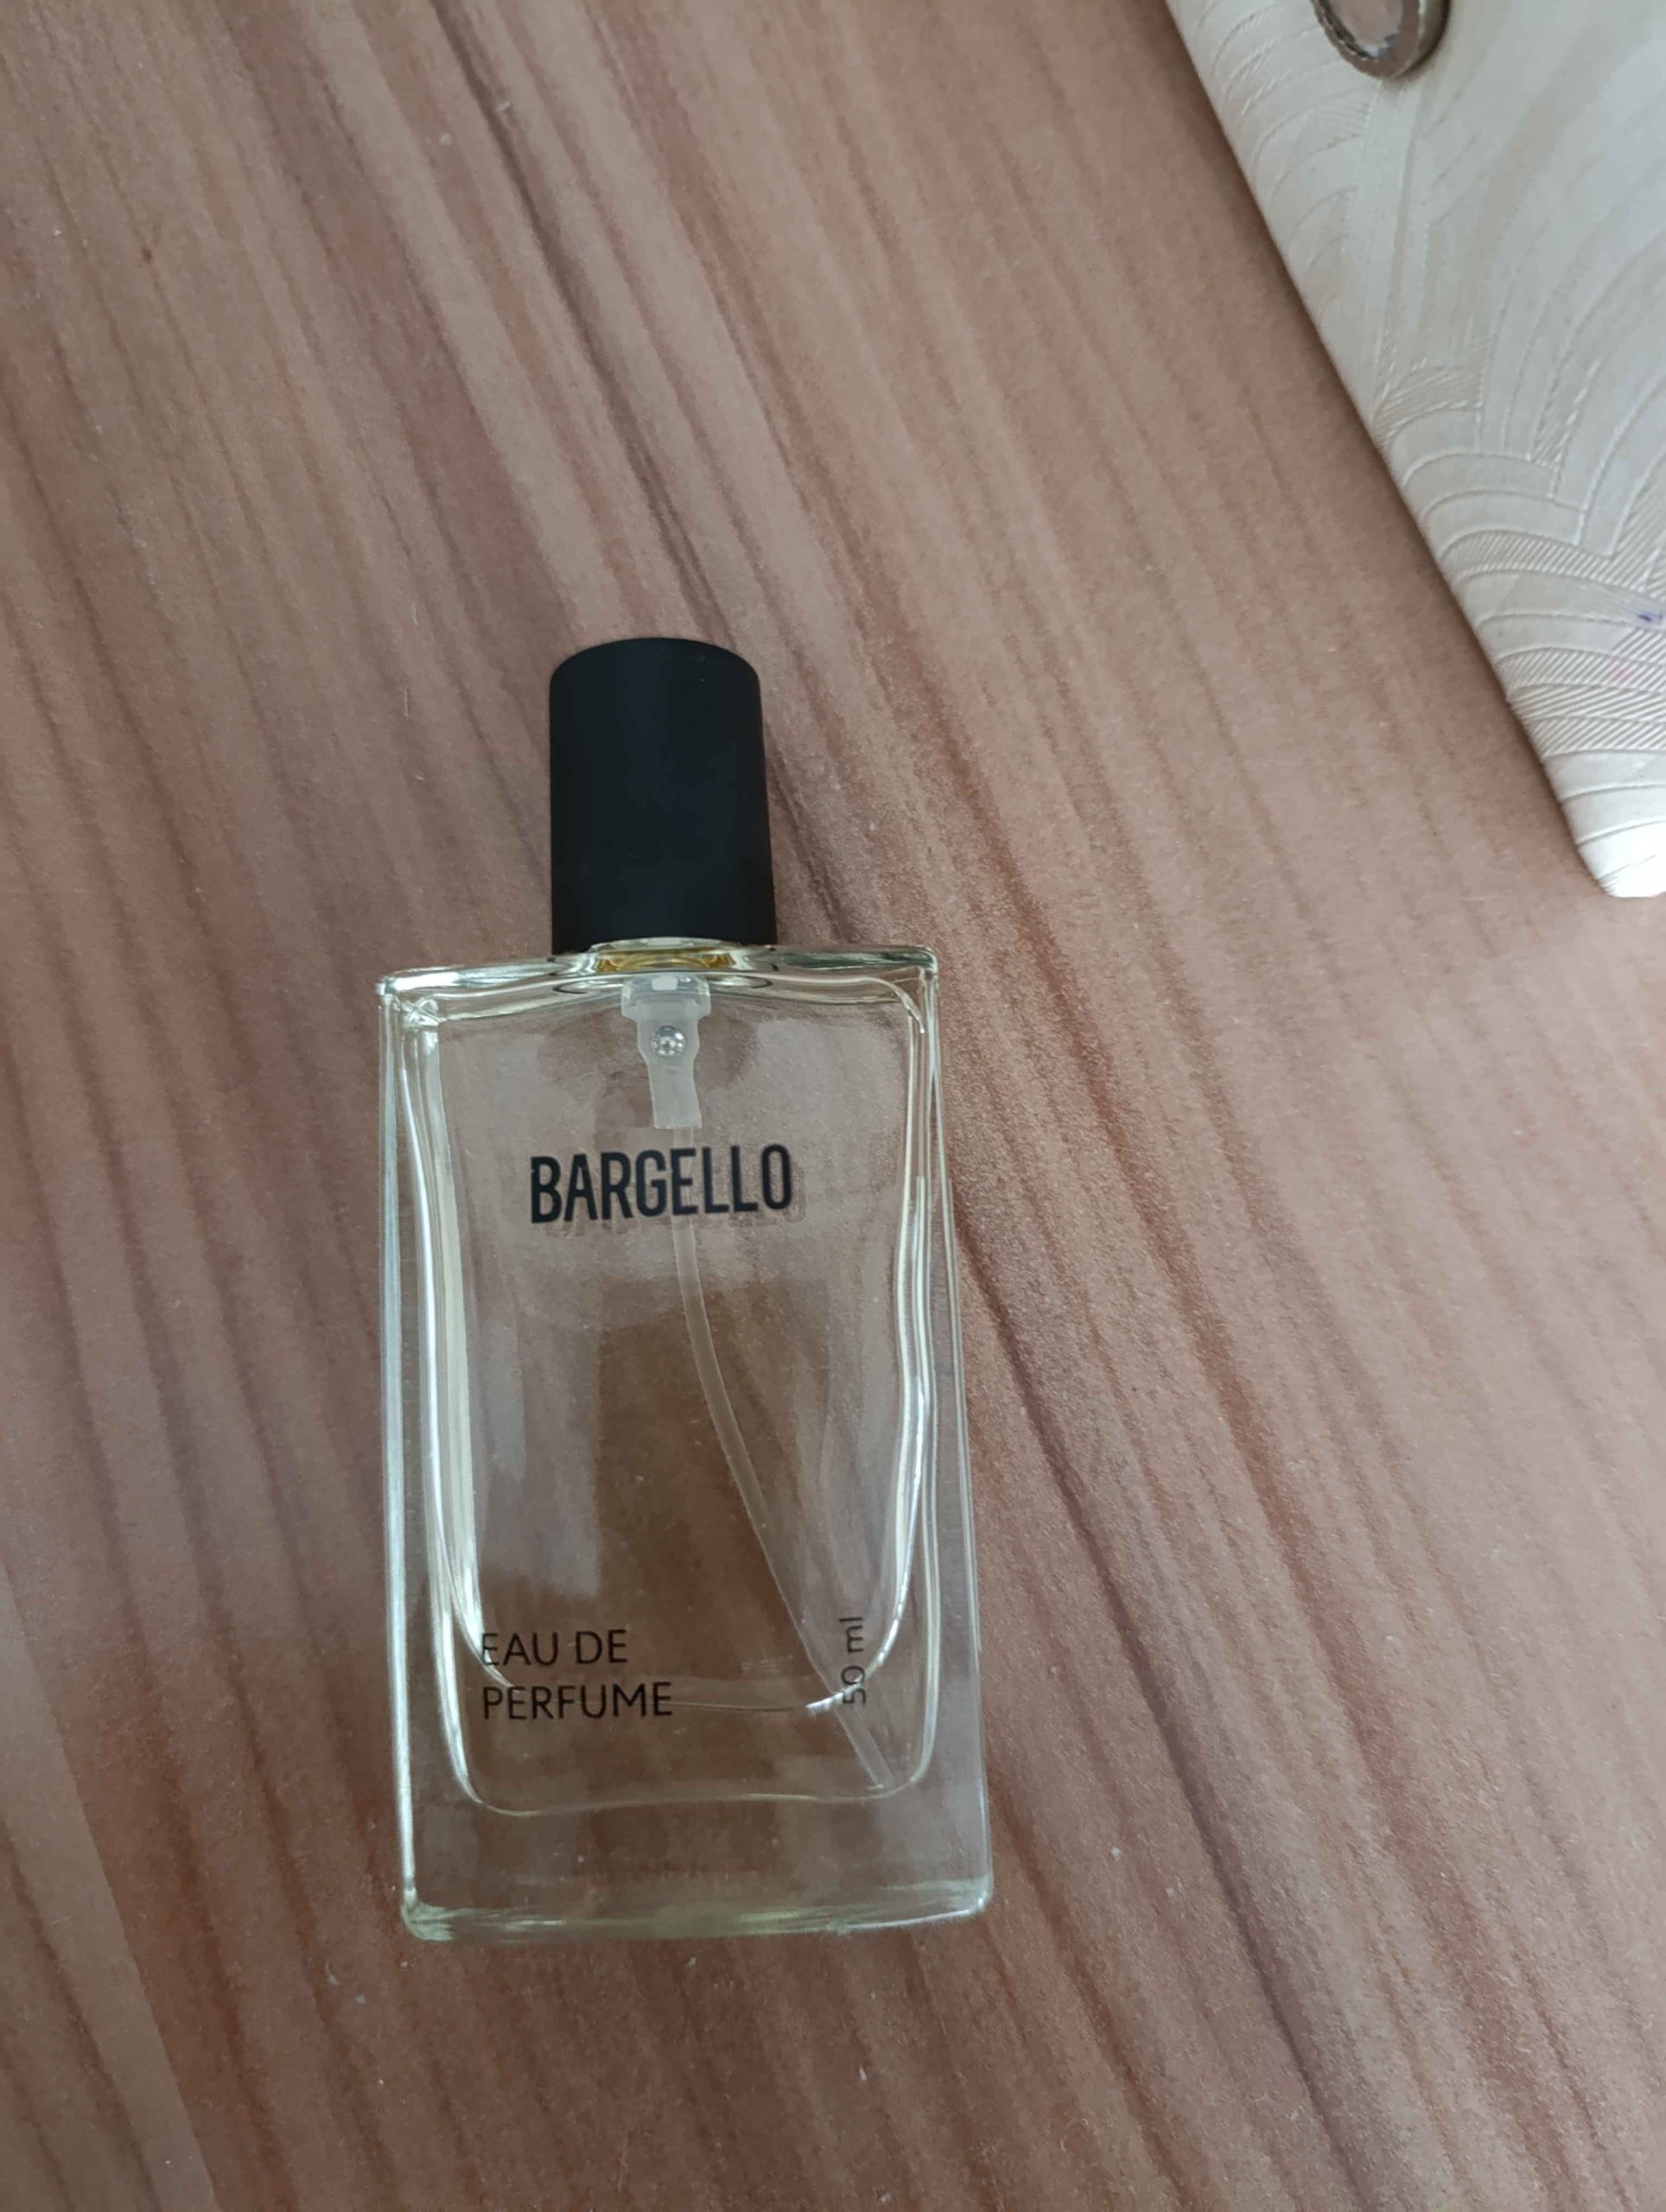 BARGELLO
EAU DE
PERFUME
50 ml